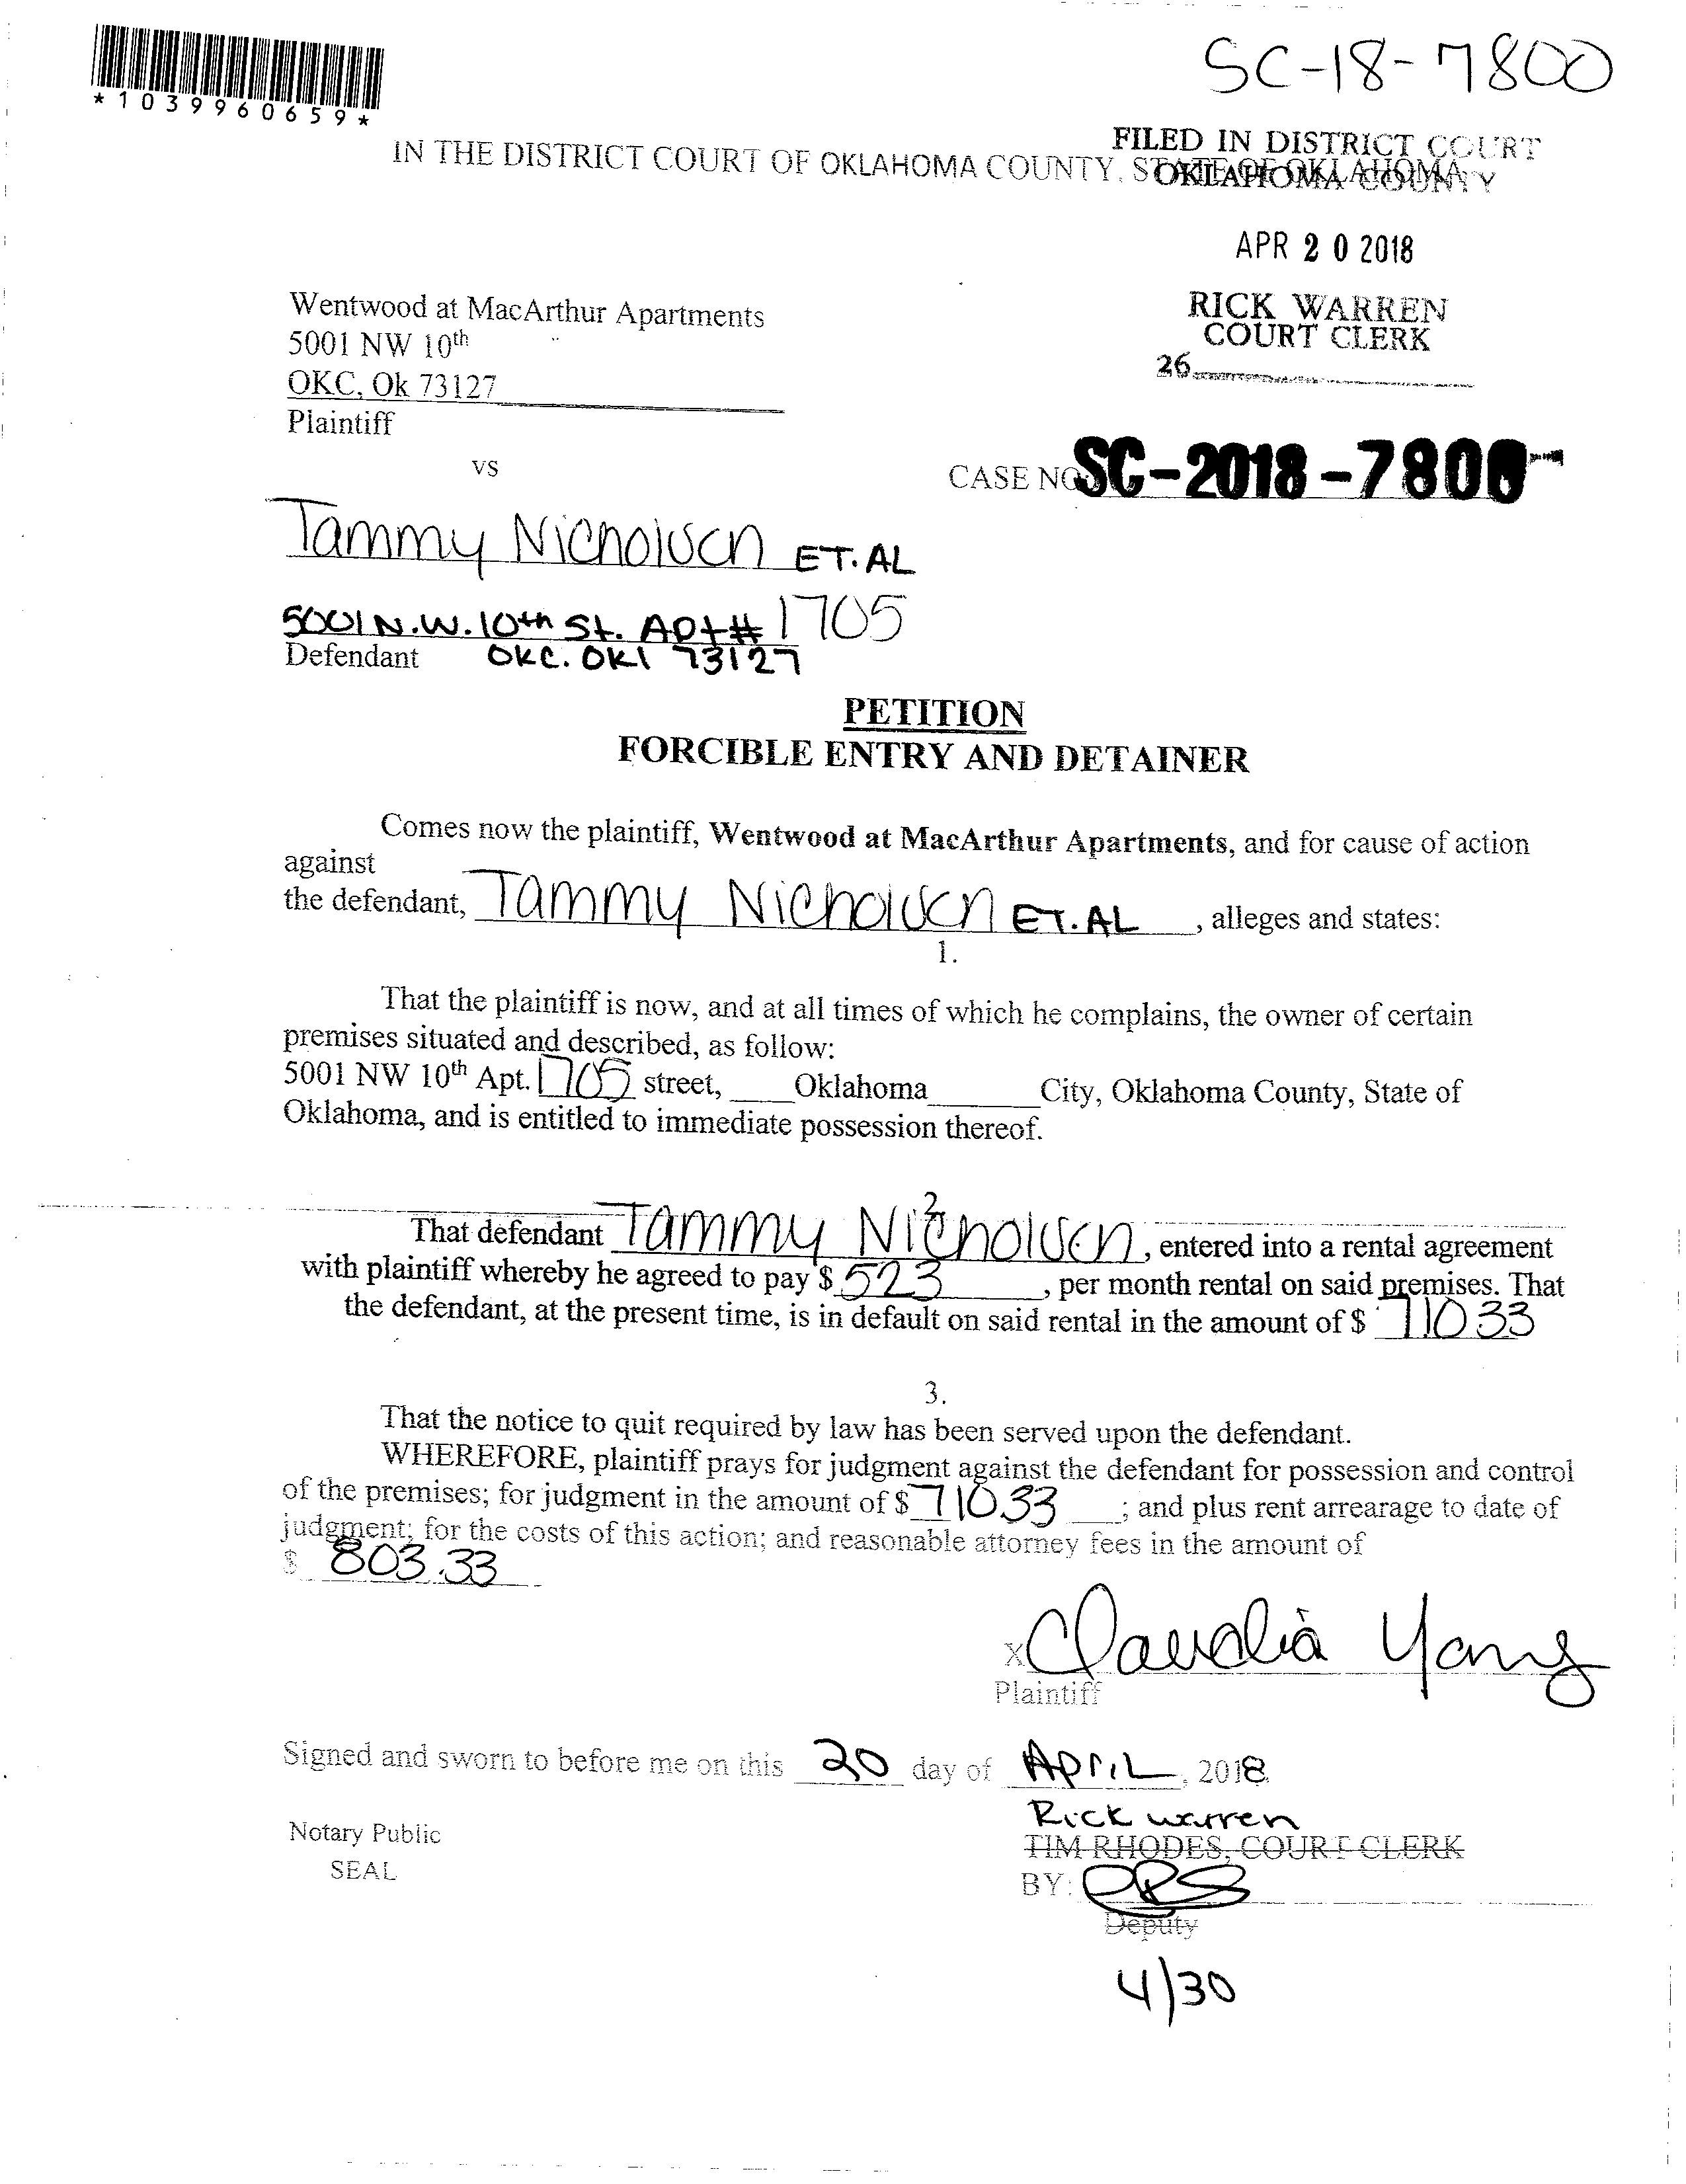 SC-18-7800
*1039960659*
FILED IN DISTRICT COURT
OKLAHOMA COUNTY
IN THE DISTRICT COURT OF OKLAHOMA COUNTY, STATE OF OKLAHOMA
APR 20 2018
RICK WARREN
COURT CLERK
26
Wentwood at MacArthur Apartments
5001 NW 10th
OKC, Ok 73127
Plaintiff
vs
CASE NO. SC-2018-7800
Tammy Nicholson ET. AL
5001 N.W. 10th St. Apt# 1705
Defendant OKC. OKl 73127
PETITION
FORCIBLE ENTRY AND DETAINER
Comes now the plaintiff, Wentwood at MacArthur Apartments, and for cause of action
against
the defendant, Tammy Nicholson ET. AL, alleges and states:
1.
That the plaintiff is now, and at all times of which he complains, the owner of certain
premises situated and described, as follow:
5001 NW 10th Apt. 1705 street, ____Oklahoma_______City, Oklahoma County, State of
Oklahoma, and is entitled to immediate possession thereof.
2
That defendant Tammy Nicholson, entered into a rental agreement
with plaintiff whereby he agreed to pay $ 523, per month rental on said premises. That
the defendant, at the present time, is in default on said rental in the amount of $ 710 33
3.
That the notice to quit required by law has been served upon the defendant.
WHEREFORE, plaintiff prays for judgment against the defendant for possession and control
of the premises; for judgment in the amount of $ 710.33 ; and plus rent arrearage to date of
judgment; for the costs of this action; and reasonable attorney fees in the amount of
$ 803.33
x Claudia Yang
Plaintiff
Signed and sworn to before me on this 20 day of April, 2018
Rick warren
Notary Public
TIM RHODES, COURT CLERK
SEAL
BY:
Deputy
4/30